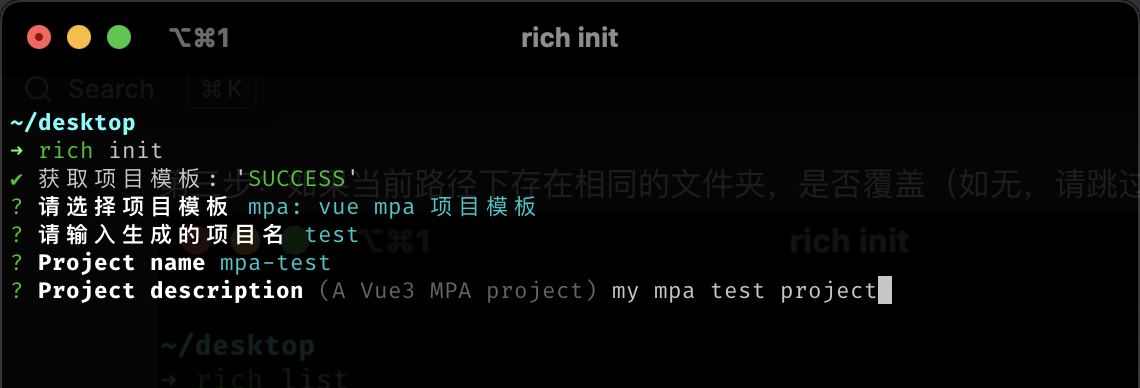 ⌥⌘1 rich init
Search ⌘ K
~/desktop
➜ rich init
✔ 获取项目模板: 'SUCCESS'
第三步，如果当前路径下存在相同的文件夹，是否覆盖（如无，请跳过
? 请选择项目模板 mpa: vue mpa 项目模板
? 请输入生成的项目名 test
⌥⌘1 rich init
? Project name mpa-test
? Project description (A Vue3 MPA project) my mpa test project
~/desktop
➜ rich list